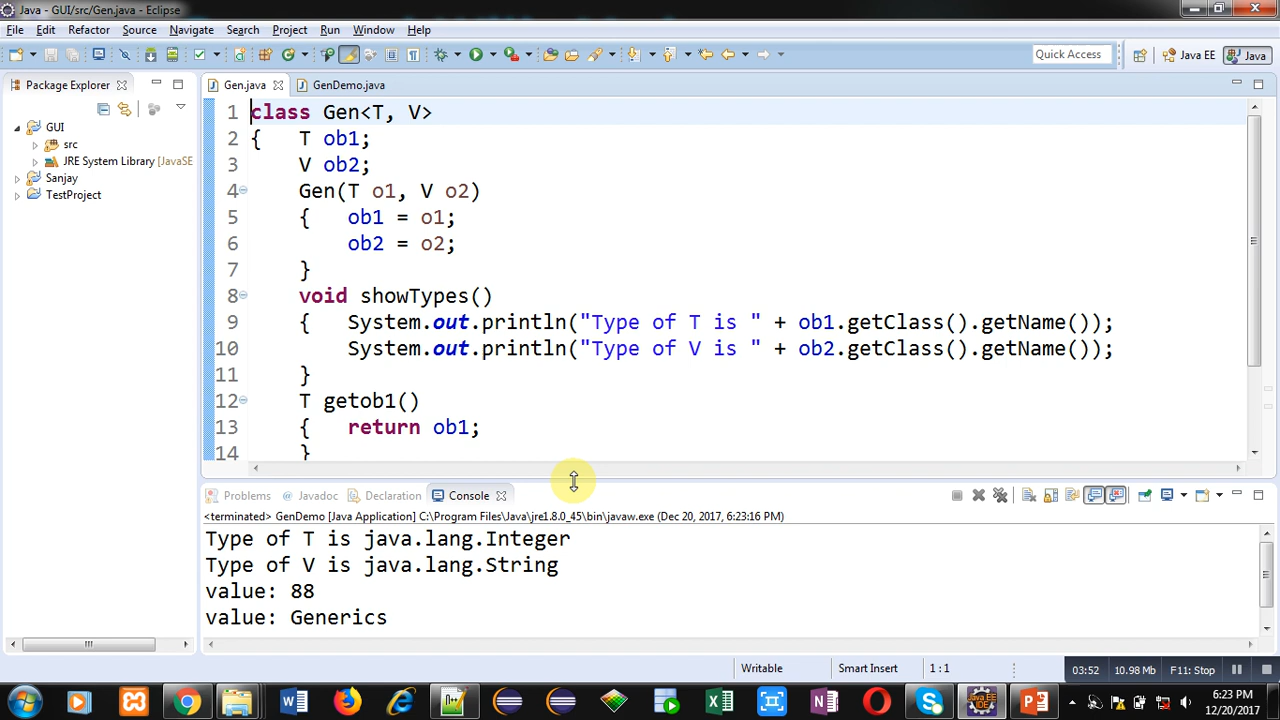 Java - GUI/src/Gen.java - Eclipse
File Edit Refactor Source Navigate Search Project Run Window Help
Quick Access Java EE Java
Package Explorer
GUI
src
JRE System Library [JavaSE
Sanjay
TestProject
Gen.java GenDemo.java
1 class Gen<T, V>
2 { T ob1;
3 V ob2;
4 Gen(T o1, V o2)
5 { ob1 = o1;
6 ob2 = o2;
7 }
8 void showTypes()
9 { System.out.println("Type of T is " + ob1.getClass().getName());
10 System.out.println("Type of V is " + ob2.getClass().getName());
11 }
12 T getob1()
13 { return ob1;
14 }
Problems Javadoc Declaration Console
<terminated> GenDemo [Java Application] C:\Program Files\Java\jre1.8.0_45\bin\javaw.exe (Dec 20, 2017, 6:23:16 PM)
Type of T is java.lang.Integer
Type of V is java.lang.String
value: 88
value: Generics
Writable Smart Insert 1 : 1
03:52 10.98 Mb F11: Stop
6:23 PM
12/20/2017